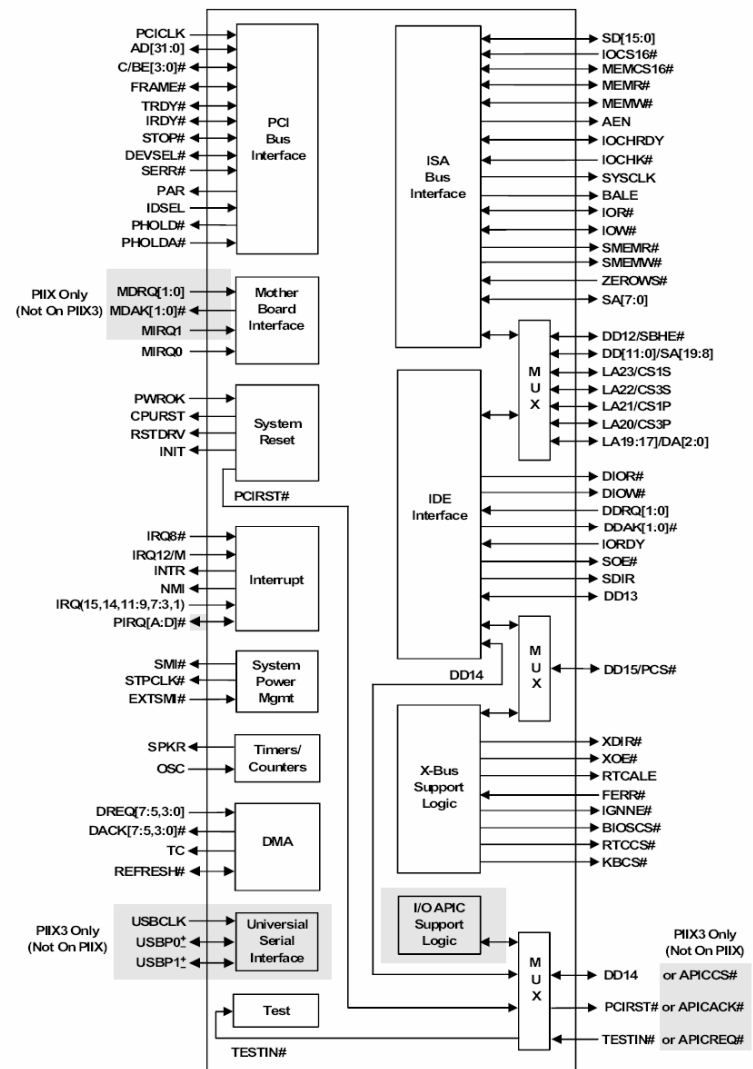 PCICLK
AD[31:0]
C/BE[3:0]#
FRAME#
TRDY#
IRDY#
STOP#
DEVSEL#
SERR#
PAR
IDSEL
PHOLD#
PHOLDA#
PCI
Bus
Interface
PIIX Only
(Not On PIIX3)
MDRQ[1:0]
MDAK[1:0]#
MIRQ1
MIRQ0
Mother
Board
Interface
PWROK
CPURST
RSTDRV
INIT
System
Reset
PCIRST#
IRQ8#
IRQ12/M
INTR
NMI
IRQ(15,14,11:9,7:3,1)
PIRQ[A:D]#
Interrupt
SMI#
STPCLK#
EXTSMI#
System
Power
Mgmt
SPKR
OSC
Timers/
Counters
DREQ[7:5,3:0]
DACK[7:5,3:0]#
TC
REFRESH#
DMA
PIIX3 Only
(Not On PIIX)
USBCLK
USBP0±
USBP1±
Universial
Serial
Interface
Test
TESTIN#
ISA
Bus
Interface
SD[15:0]
IOCS16#
MEMCS16#
MEMR#
MEMW#
AEN
IOCHRDY
IOCHK#
SYSCLK
BALE
IOR#
IOW#
SMEMR#
SMEMW#
ZEROWS#
SA[7:0]
MUX
DD12/SBHE#
DD[11:0]/SA[19:8]
LA23/CS1S
LA22/CS3S
LA21/CS1P
LA20/CS3P
LA19:17]/DA[2:0]
IDE
Interface
DIOR#
DIOW#
DDRQ[1:0]
DDAK[1:0]#
IORDY
SOE#
SDIR
DD13
DD14
MUX
DD15/PCS#
X-Bus
Support
Logic
XDIR#
XOE#
RTCALE
FERR#
IGNNE#
BIOSCS#
RTCCS#
KBCS#
I/O APIC
Support
Logic
MUX
PIIX3 Only
(Not On PIIX)
DD14 or APICCS#
PCIRST# or APICACK#
TESTIN# or APICREQ#